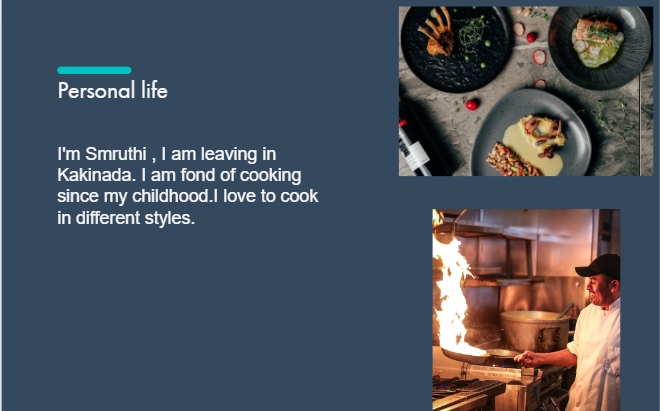 Personal life
I'm Smruthi , I am leaving in
Kakinada. I am fond of cooking
since my childhood.I love to cook
in different styles.